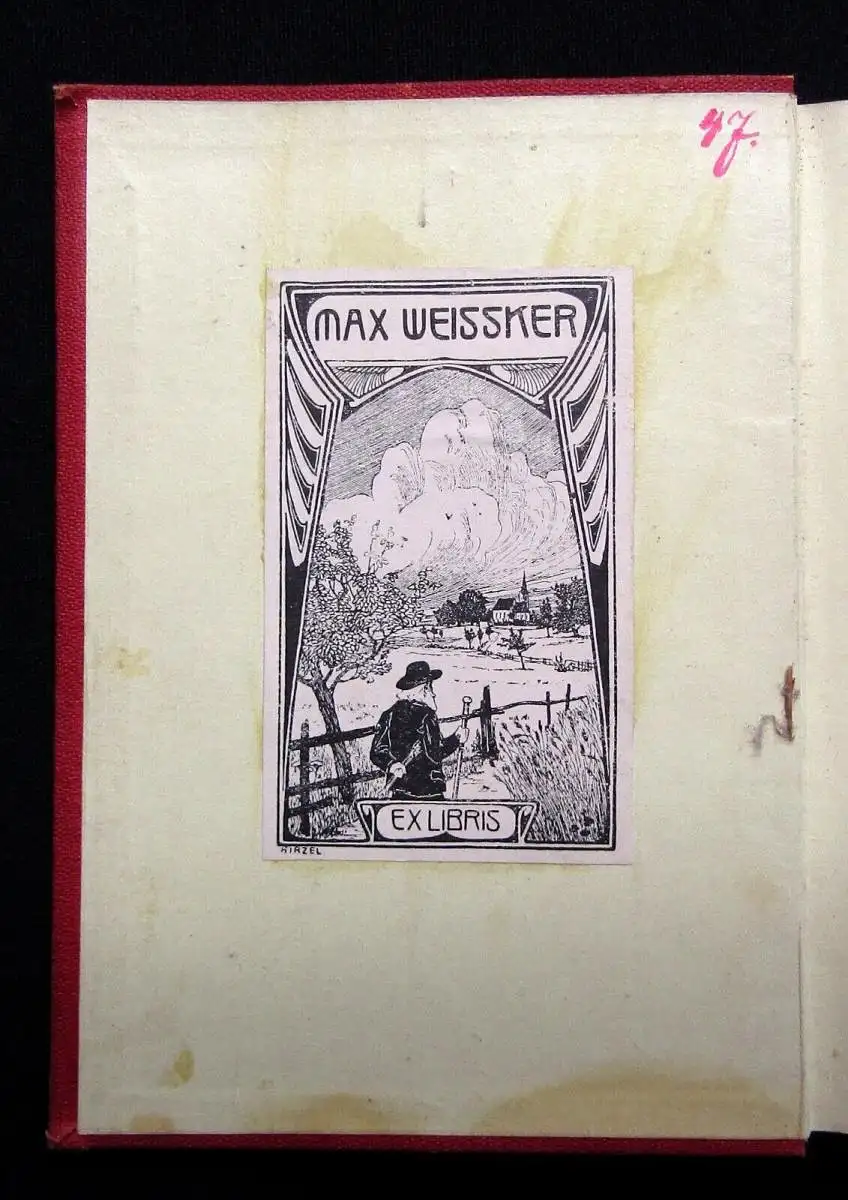 47.
MAX WEISSKER
EX LIBRIS
HIRZEL